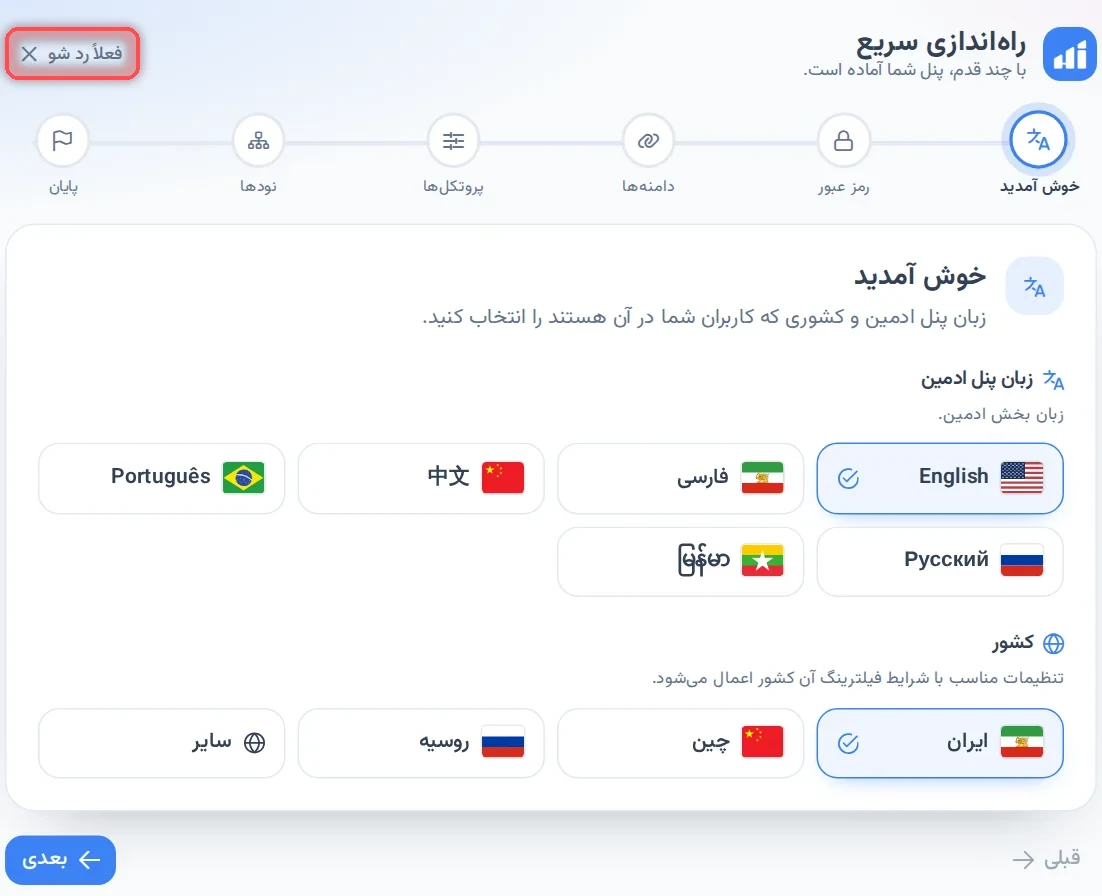 راه‌اندازی سریع
با چند قدم، پنل شما آماده است.
فعلاً رد شو
خوش آمدید
رمز عبور
دامنه‌ها
پروتکل‌ها
نودها
پایان
خوش آمدید
زبان پنل ادمین و کشوری که کاربران شما در آن هستند را انتخاب کنید.
زبان پنل ادمین
زبان بخش ادمین.
English
فارسی
中文
Português
Русский
မြန်မာ
کشور
تنظیمات مناسب با شرایط فیلترینگ آن کشور اعمال می‌شود.
ایران
چین
روسیه
سایر
قبلی
بعدی